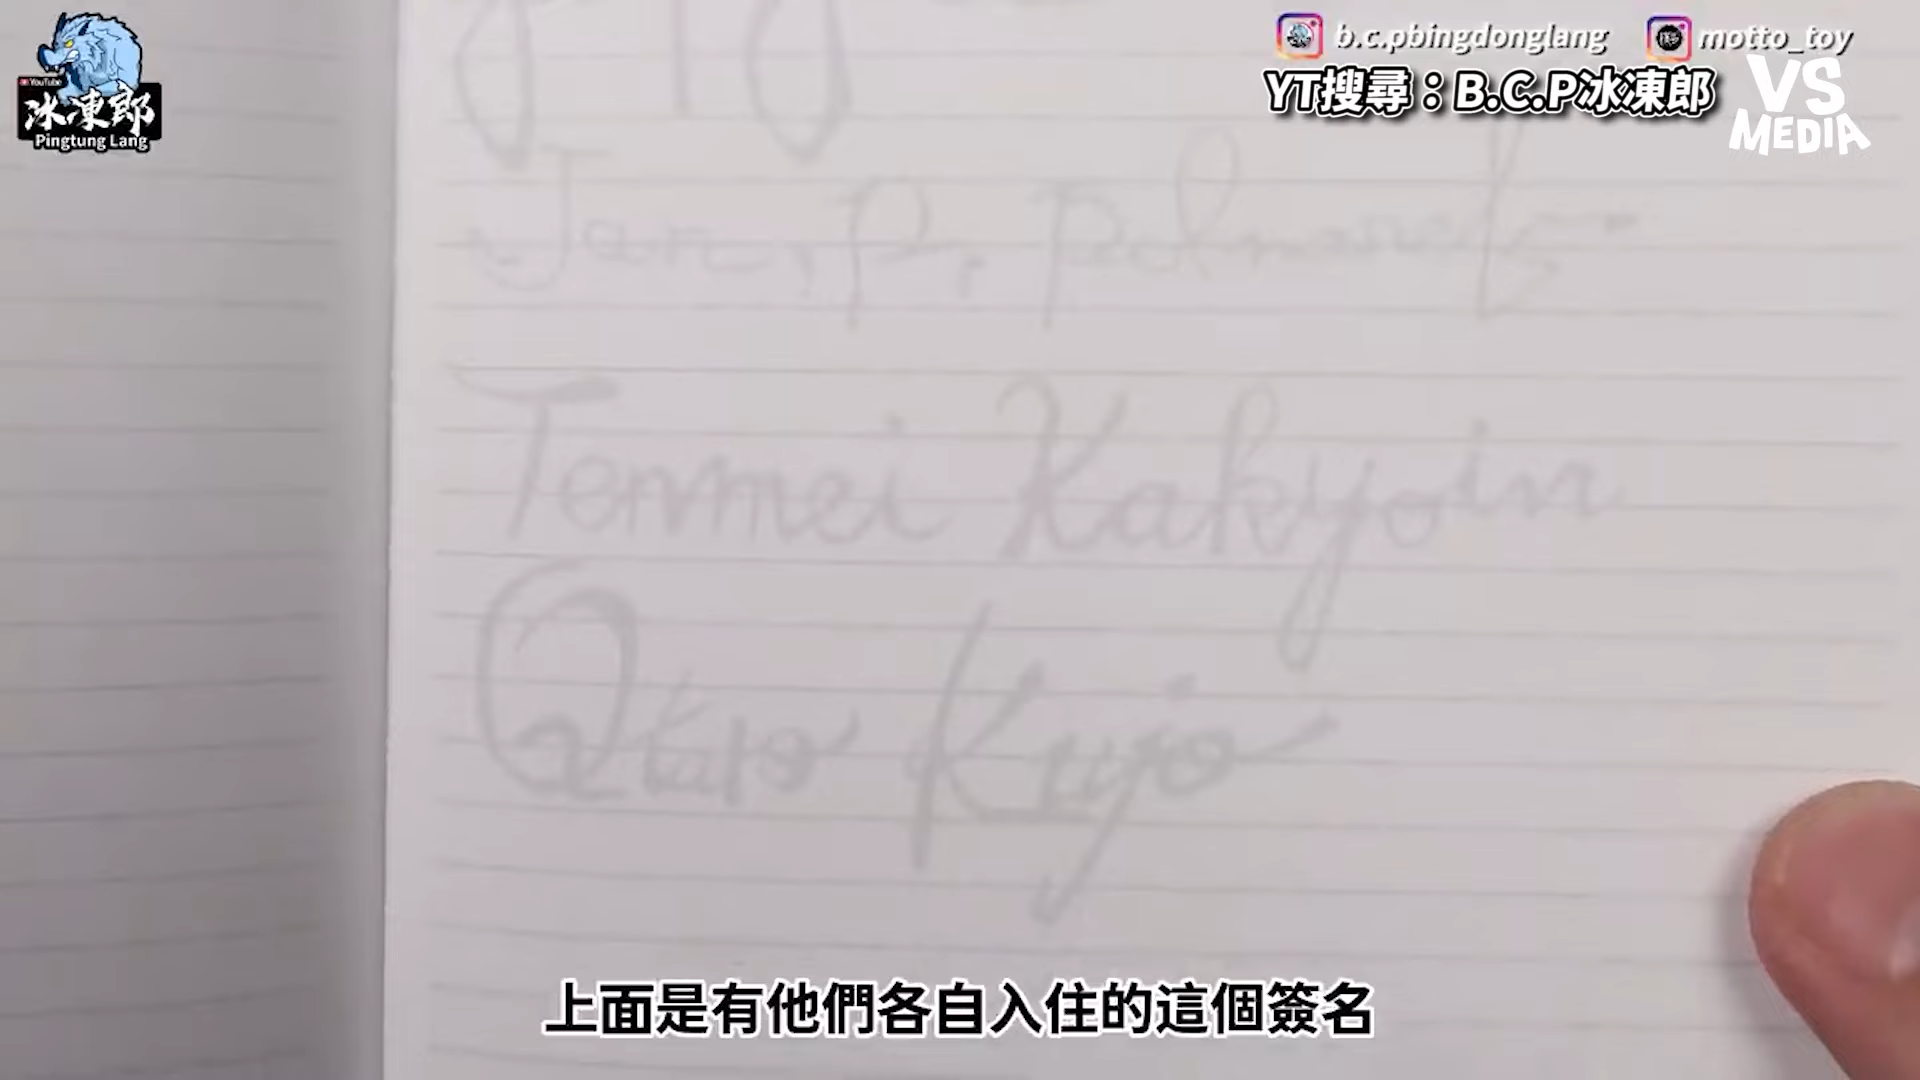 YouTube
冰凍郎
Pingtung Lang
b.c.pbingdonglang
motto_toy
YT搜尋：B.C.P冰凍郎
VS
MEDIA
Jean. P. Polnareff
Tenmei Kakyoin
Qtaro Kujo
上面是有他們各自入住的這個簽名